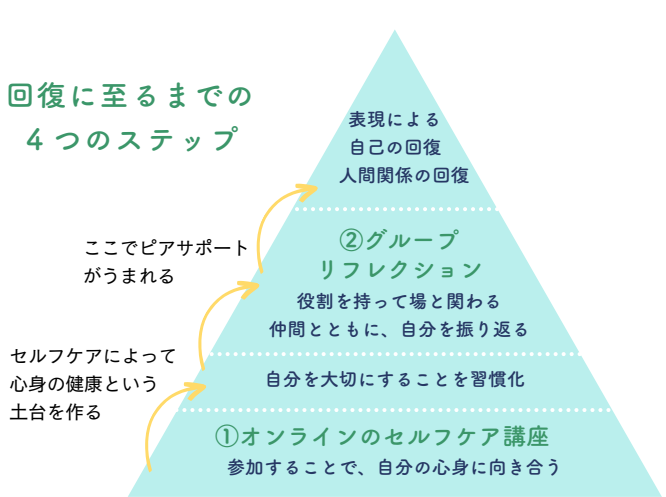 回復に至るまでの
4つのステップ
表現による
自己の回復
人間関係の回復
ここでピアサポート
がうまれる
②グループ
リフレクション
役割を持って場と関わる
仲間とともに、自分を振り返る
セルフケアによって
心身の健康という
土台を作る
自分を大切にすることを習慣化
①オンラインのセルフケア講座
参加することで、自分の心身に向き合う